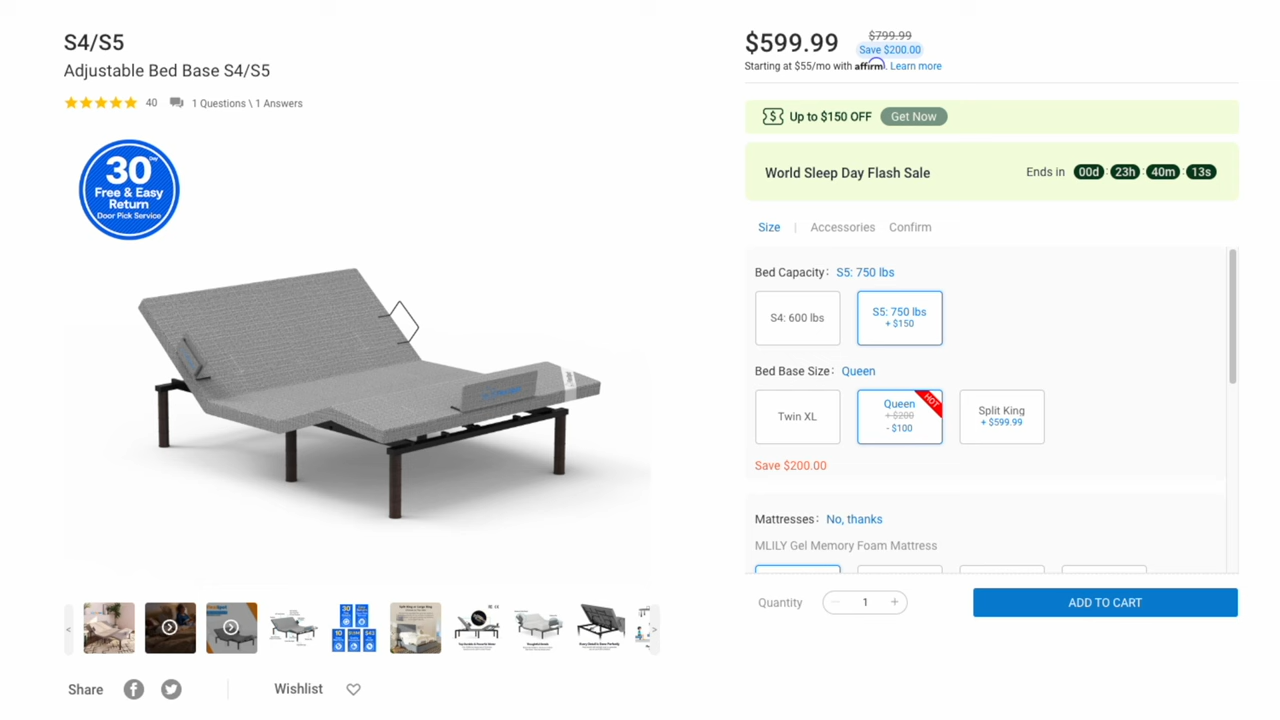 S4/S5
Adjustable Bed Base S4/S5
40
1 Questions \ 1 Answers
30 Day
Free & Easy
Return
Door Pick Service
Share
Wishlist
$599.99
$799.99
Save $200.00
Starting at $55/mo with affirm. Learn more
Up to $150 OFF
Get Now
World Sleep Day Flash Sale
Ends in 00d : 23h : 40m : 13s
Size | Accessories Confirm
Bed Capacity: S5: 750 lbs
S4: 600 lbs
S5: 750 lbs
+ $150
Bed Base Size: Queen
Twin XL
Queen
+ $200
- $100
HOT
Split King
+ $599.99
Save $200.00
Mattresses: No, thanks
MLILY Gel Memory Foam Mattress
Quantity
− 1 +
ADD TO CART